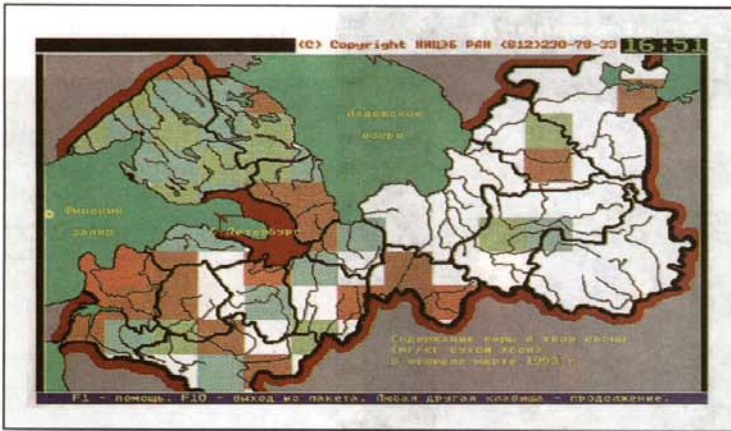 (C) Copyright НИЦЭБ РАН (812)230-78-33 16:51
Ладожское
озеро
Финский
залив
С.Петербург
Содержание серы в хвое сосны
(мг/кг сухой хвои)
в феврале-марте 1993 г.
F1 - помощь. F10 - выход из пакета. Любая другая клавиша - продолжение.